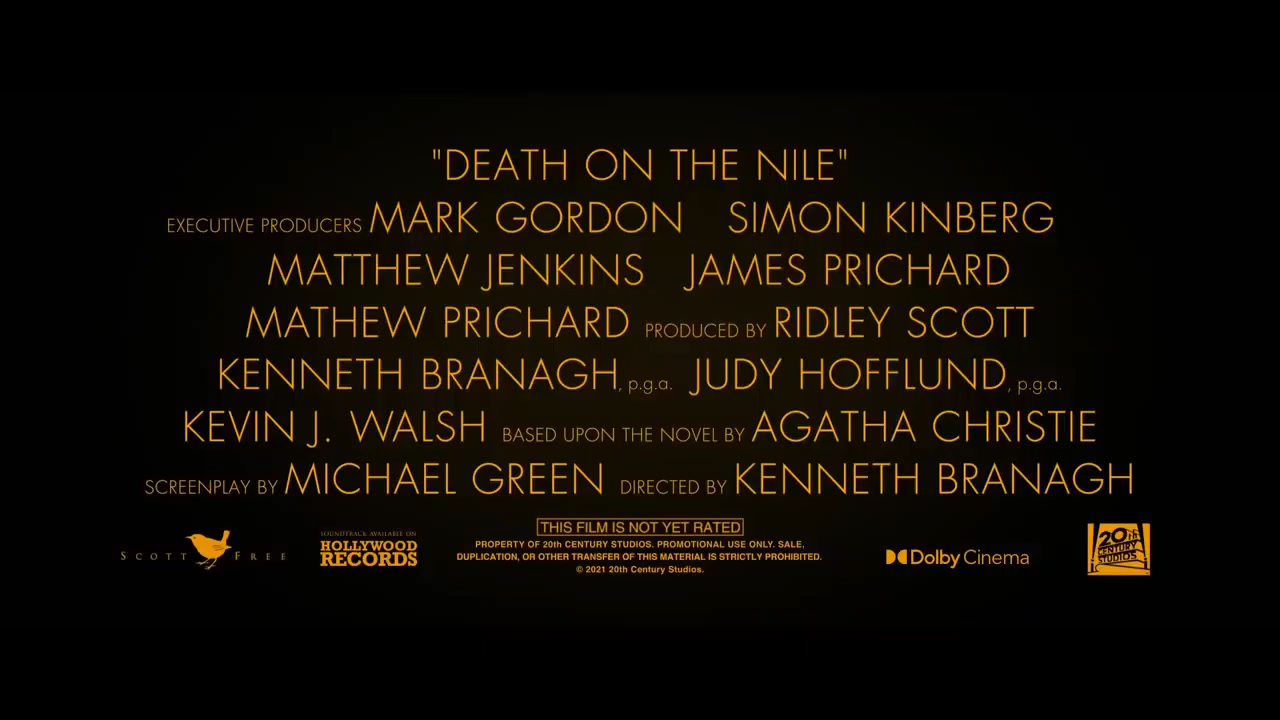 "DEATH ON THE NILE"
EXECUTIVE PRODUCERS MARK GORDON SIMON KINBERG
MATTHEW JENKINS JAMES PRICHARD
MATHEW PRICHARD PRODUCED BY RIDLEY SCOTT
KENNETH BRANAGH, p.g.a. JUDY HOFFLUND, p.g.a.
KEVIN J. WALSH BASED UPON THE NOVEL BY AGATHA CHRISTIE
SCREENPLAY BY MICHAEL GREEN DIRECTED BY KENNETH BRANAGH
SCOTT FREE
SOUNDTRACK AVAILABLE ON
HOLLYWOOD
RECORDS
THIS FILM IS NOT YET RATED
PROPERTY OF 20th CENTURY STUDIOS. PROMOTIONAL USE ONLY. SALE,
DUPLICATION, OR OTHER TRANSFER OF THIS MATERIAL IS STRICTLY PROHIBITED.
© 2021 20th Century Studios.
Dolby Cinema
20th
CENTURY
STUDIOS